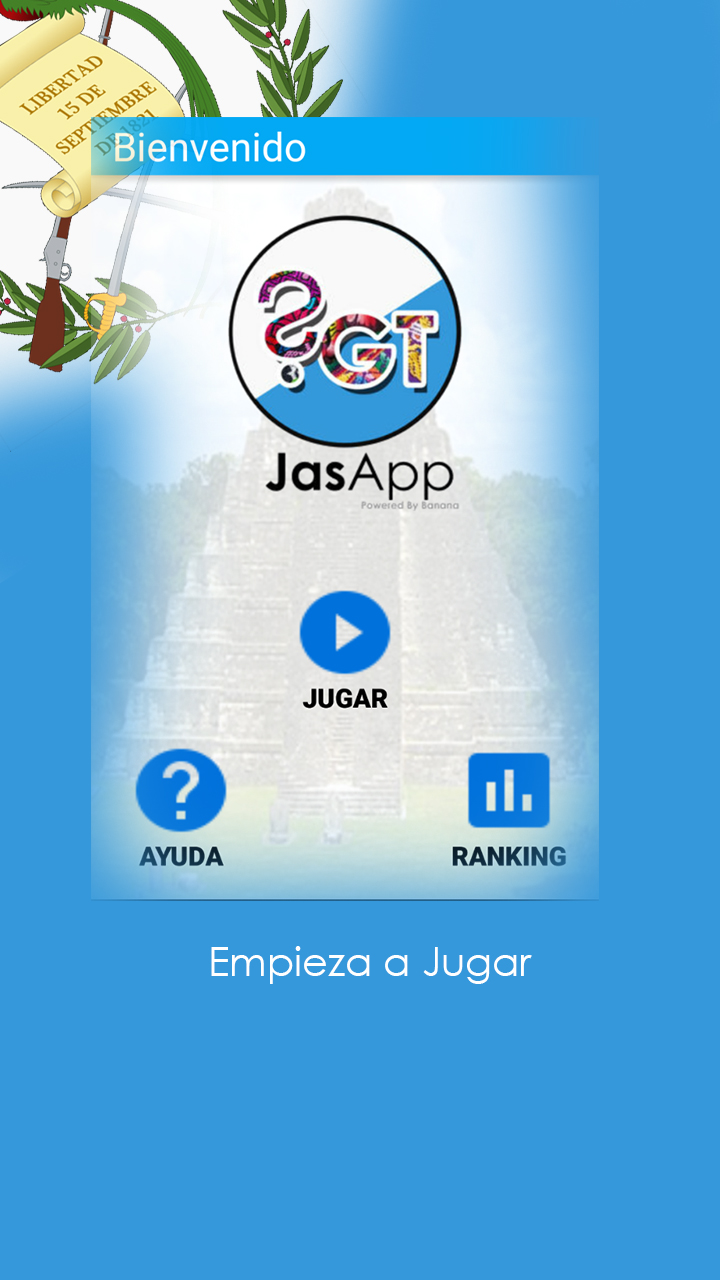 LIBERTAD
15 DE
SEPTIEMBRE
DE 1821
Bienvenido
?GT
JasApp
Powered By Banana
JUGAR
?
AYUDA
RANKING
Empieza a Jugar